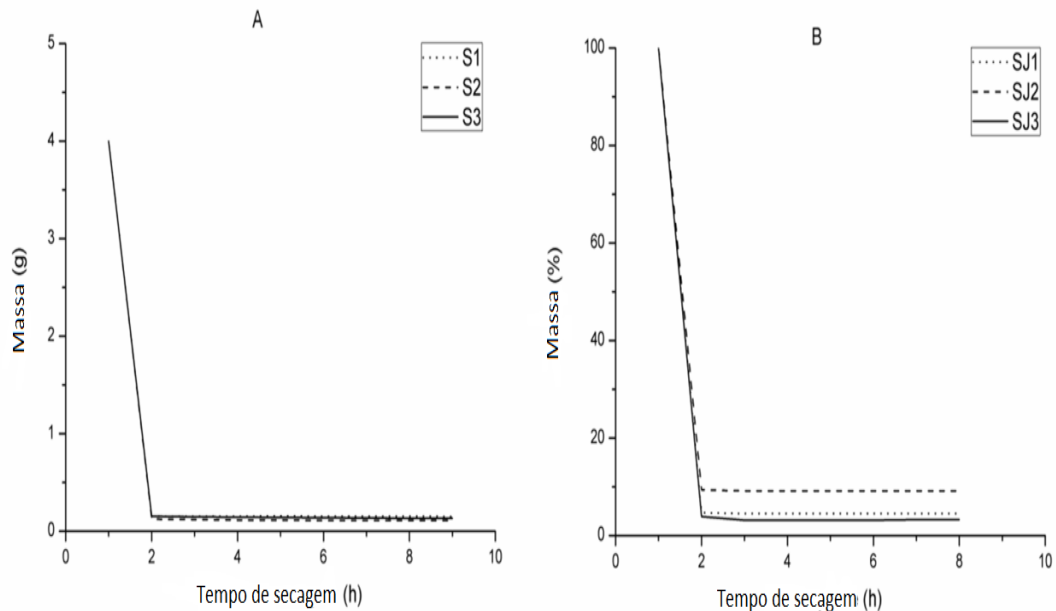 A
5
4
3
2
1
0
Massa (g)
S1
S2
S3
0 2 4 6 8 10
Tempo de secagem (h)
B
100
80
60
40
20
0
Massa (%)
SJ1
SJ2
SJ3
0 2 4 6 8 10
Tempo de secagem (h)